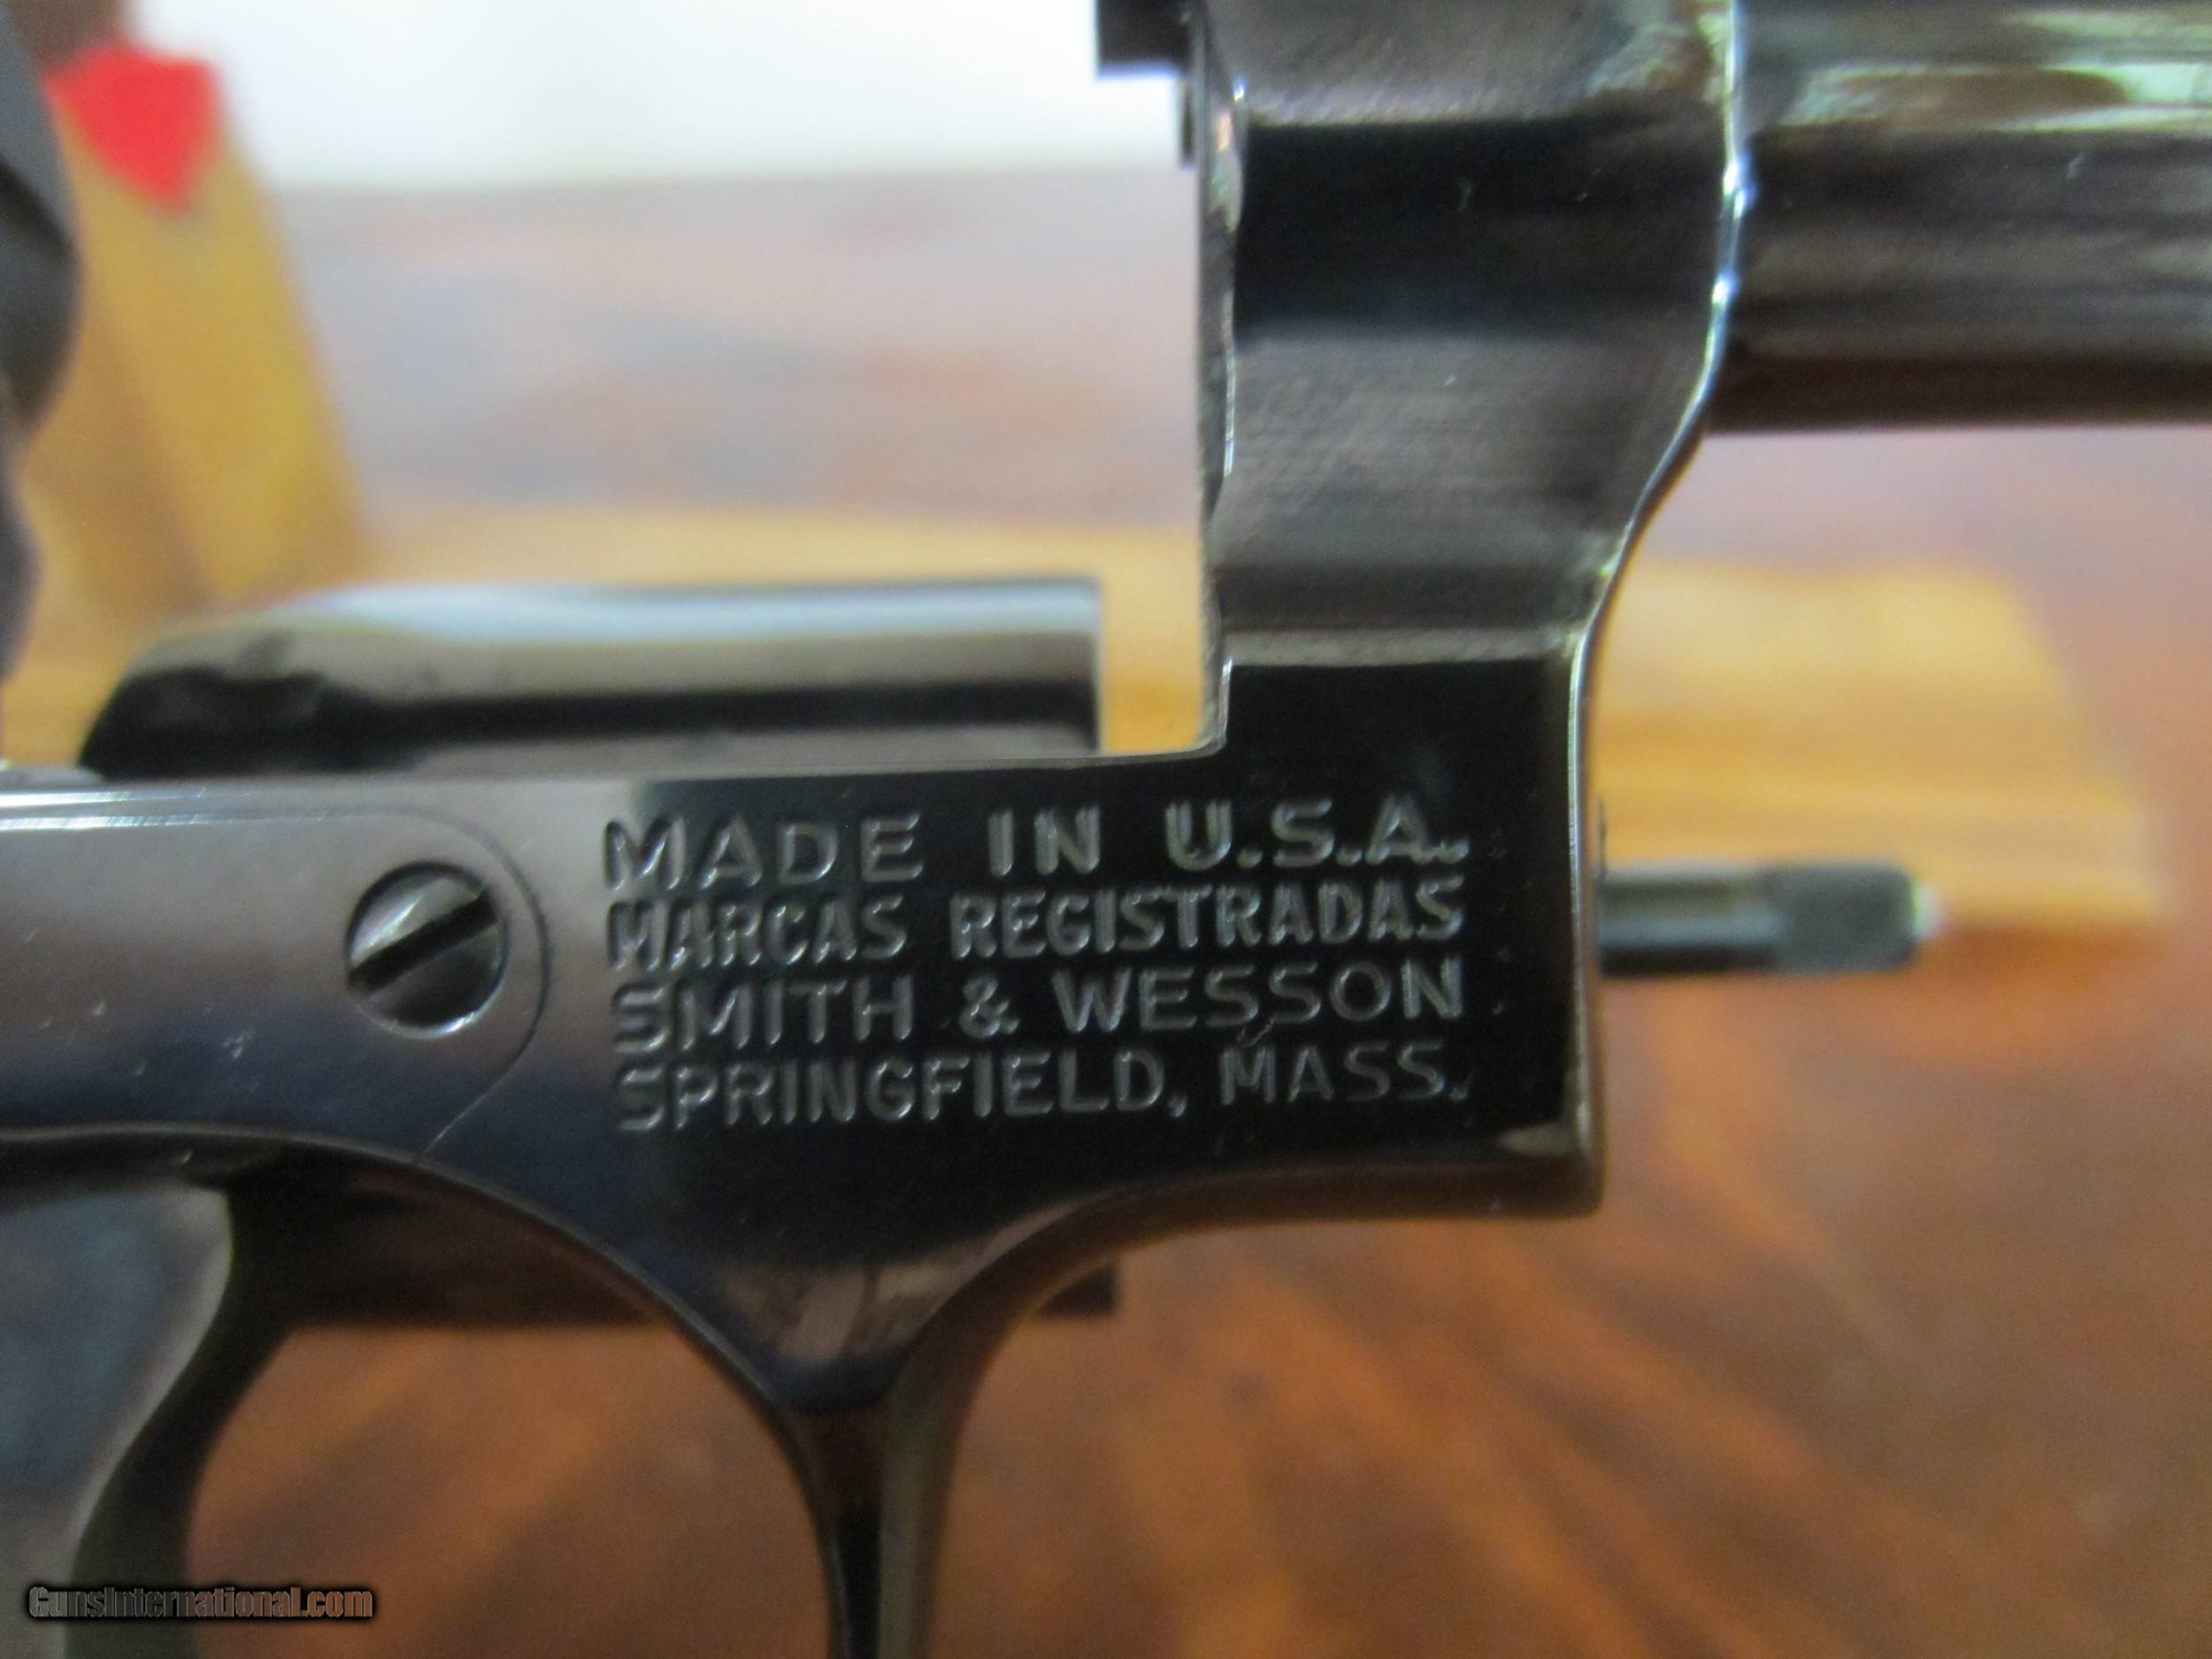 MADE IN U.S.A.
MARCAS REGISTRADAS
SMITH & WESSON
SPRINGFIELD, MASS.
GunsInternational.com